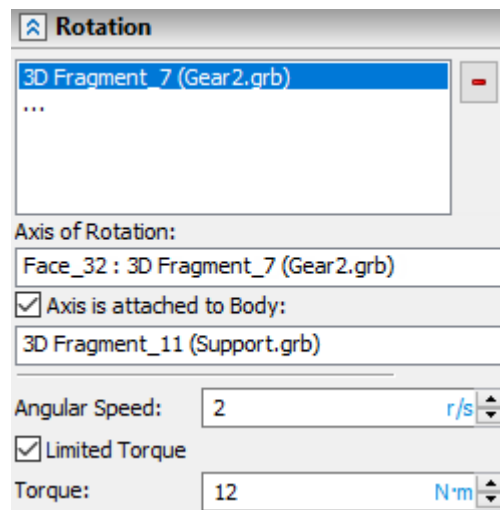 Rotation
3D Fragment_7 (Gear2.grb)
...
Axis of Rotation:
Face_32 : 3D Fragment_7 (Gear2.grb)
Axis is attached to Body:
3D Fragment_11 (Support.grb)
Angular Speed: 2 r/s
Limited Torque
Torque: 12 N·m